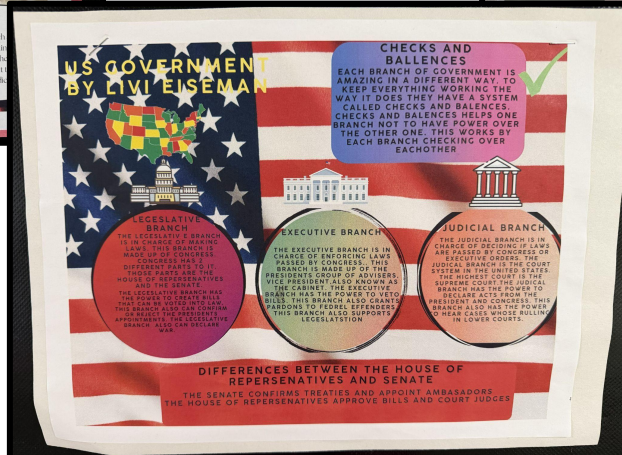 US GOVERNMENT
BY LIVI EISEMAN
CHECKS AND
BALLENCES
EACH BRANCH OF GOVERNMENT IS
AMAZING IN A DIFFERENT WAY. TO
KEEP EVERYTHING WORKING THE
WAY IT DOES THEY HAVE A SYSTEM
CALLED CHECKS AND BALENCES.
CHECKS AND BALENCES HELPS ONE
BRANCH NOT TO HAVE POWER OVER
THE OTHER ONE. THIS WORKS BY
EACH BRANCH CHECKING OVER
EACHOTHER
LEGESLATIVE
BRANCH
THE LEGESLATIVE BRANCH
IS IN CHARGE OF MAKING
LAWS. THIS BRANCH IS
MADE UP OF CONGRESS.
CONGRESS HAS 2
DIFFERENT PARTS TO IT.
THOSE PARTS ARE THE
HOUSE OF REPERSENATIVES
AND THE SENATE
THE LEGESLATIVE BRANCH HAS
THE POWER TO CREATE BILLS
THAT CAN BE VOTED INTO LAW.
THIS BRANCH ALSO CAN CONFIRM
OR REJECT THE PRESIDENTS
APPOINTMENTS. THE LEGESLATIVE
BRANCH ALSO CAN DECLARE
WAR.
EXECUTIVE BRANCH
THE EXECUTIVE BRANCH IS IN
CHARGE OF ENFORCING LAWS
PASSED BY CONGRESS. THIS
BRANCH IS MADE UP OF THE
PRESIDENTS GROUP OF ADVISERS,
VICE PRESIDENT,ALSO KNOWN AS
THE CABINET. THE EXECUTIVE
BRANCH HAS THE POWER TO VETO
BILLS. THIS BRANCH ALSO GRANTS
PARDONS TO FEDREL EFFENDERS
THIS BRANCH ALSO SUPPORTS
LEGESLATSTION
JUDICIAL BRANCH
THE JUDICIAL BRANCH IS IN
CHARGE OF DECIDING IF LAWS
ARE PASSED BY CONGRESS OR
EXECUTIVE ORDERS. THE
JUDICAL BRANCH IS THE COURT
SYSTEM IN THE UNITED STATES.
THE HIGHEST COURT IS THE
SUPREME COURT.THE JUDICAL
BRANCH HAS THE POWER TO
DECLARE ACTS FROM THE
PRESIDENT AND CONGRESS. THIS
BRANCH ALSO HAS THE POWER
TO HEAR CASES WHOSE RULLING
IN LOWER COURTS.
DIFFERENCES BETWEEN THE HOUSE OF
REPERSENATIVES AND SENATE
THE SENATE CONFIRMS TREATIES AND APPOINT AMBASADORS
THE HOUSE OF REPERSENATIVES APPROVE BILLS AND COURT JUDGES